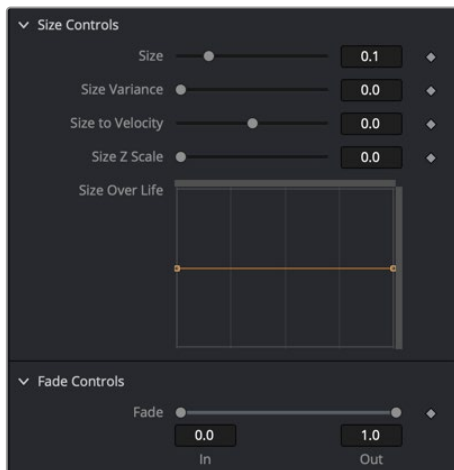 Size Controls
Size 0.1
Size Variance 0.0
Size to Velocity 0.0
Size Z Scale 0.0
Size Over Life
Fade Controls
Fade
0.0 1.0
In Out